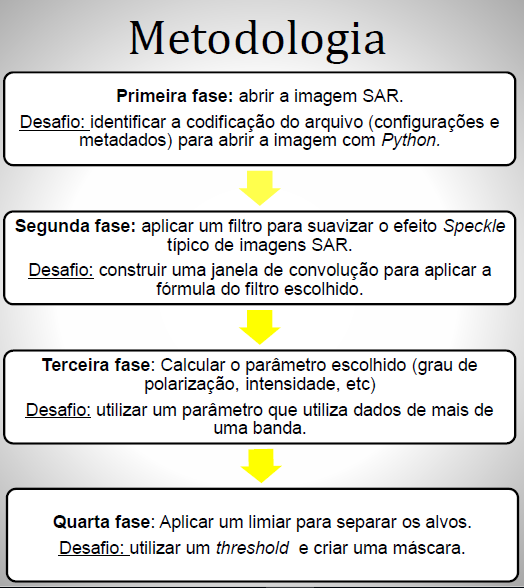 Metodologia
Primeira fase: abrir a imagem SAR.
Desafio: identificar a codificação do arquivo (configurações e
metadados) para abrir a imagem com Python.
Segunda fase: aplicar um filtro para suavizar o efeito Speckle
típico de imagens SAR.
Desafio: construir uma janela de convolução para aplicar a
fórmula do filtro escolhido.
Terceira fase: Calcular o parâmetro escolhido (grau de
polarização, intensidade, etc)
Desafio: utilizar um parâmetro que utiliza dados de mais de
uma banda.
Quarta fase: Aplicar um limiar para separar os alvos.
Desafio: utilizar um threshold e criar uma máscara.